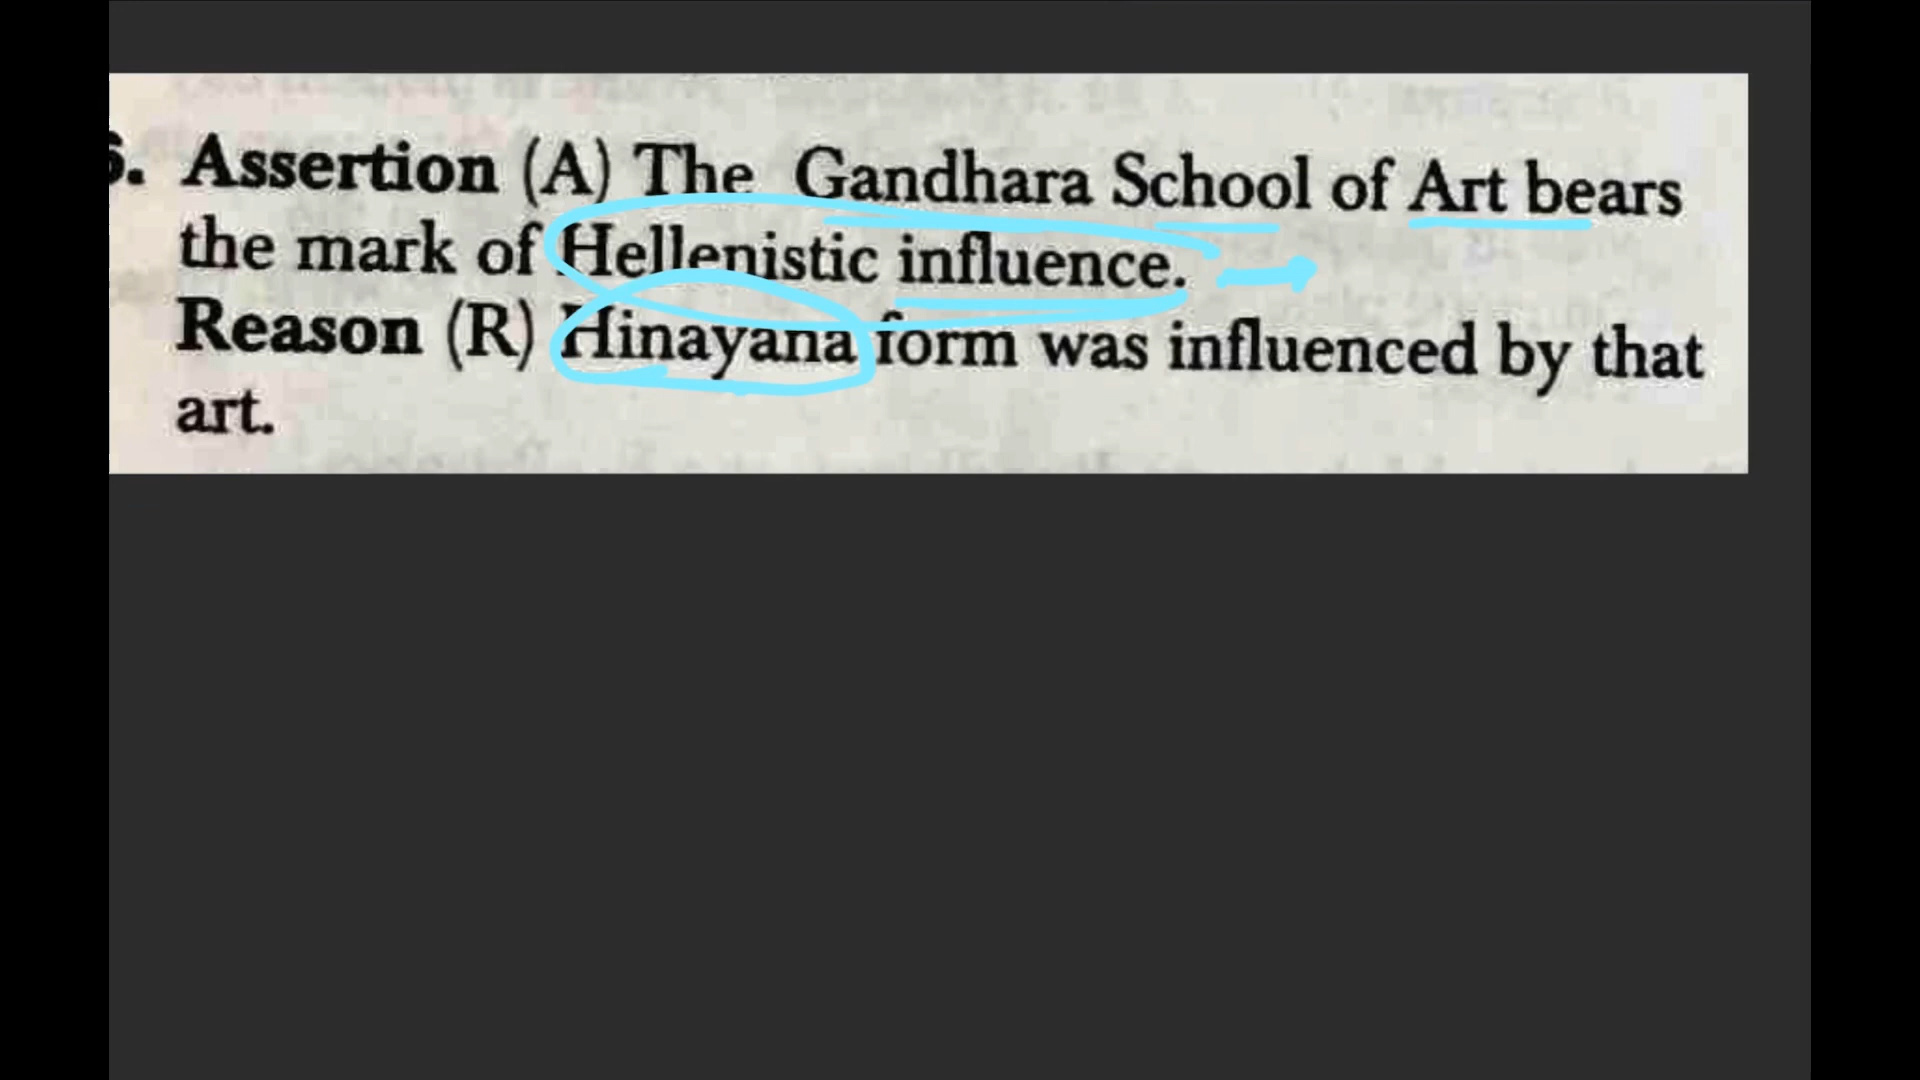 6. Assertion (A) The Gandhara School of Art bears
the mark of Hellenistic influence.
Reason (R) Hinayana form was influenced by that
art.